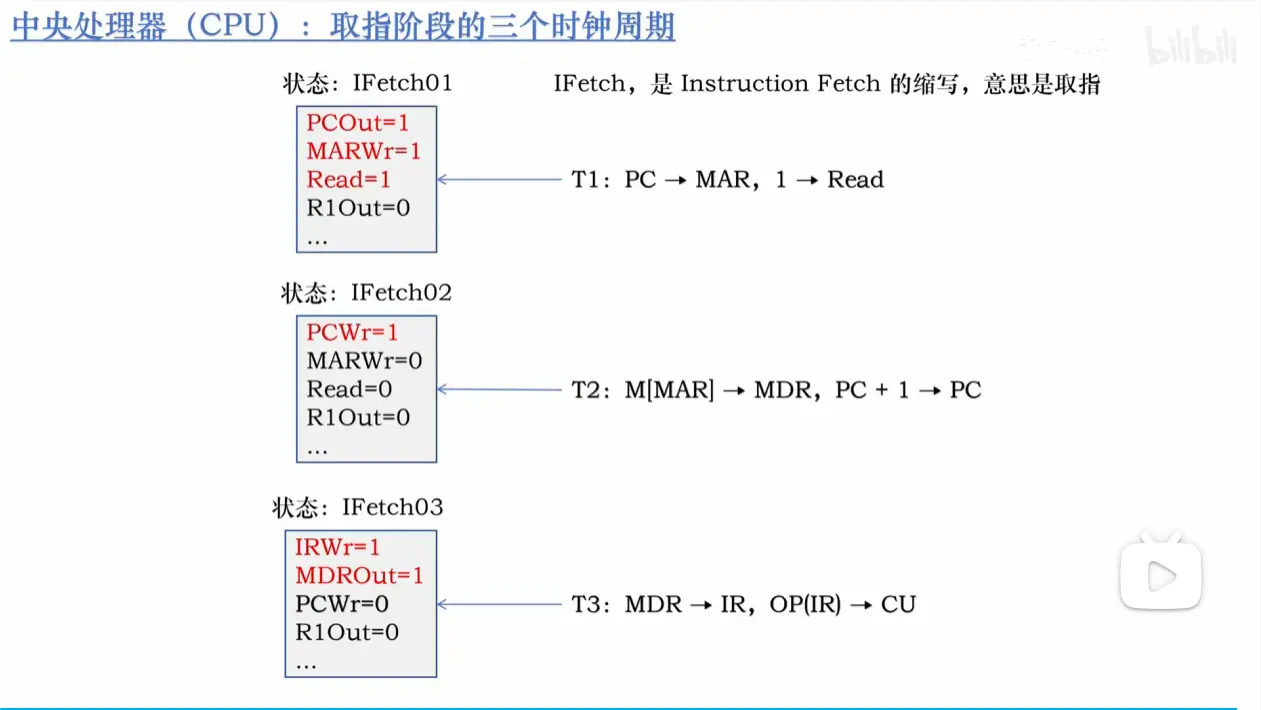 中央处理器（CPU）：取指阶段的三个时钟周期
bilibili
状态：IFetch01
IFetch，是 Instruction Fetch 的缩写，意思是取指
PCOut=1
MARWr=1
Read=1
R1Out=0
...
T1：PC → MAR，1 → Read
状态：IFetch02
PCWr=1
MARWr=0
Read=0
R1Out=0
...
T2：M[MAR] → MDR，PC + 1 → PC
状态：IFetch03
IRWr=1
MDROut=1
PCWr=0
R1Out=0
...
T3：MDR → IR，OP(IR) → CU